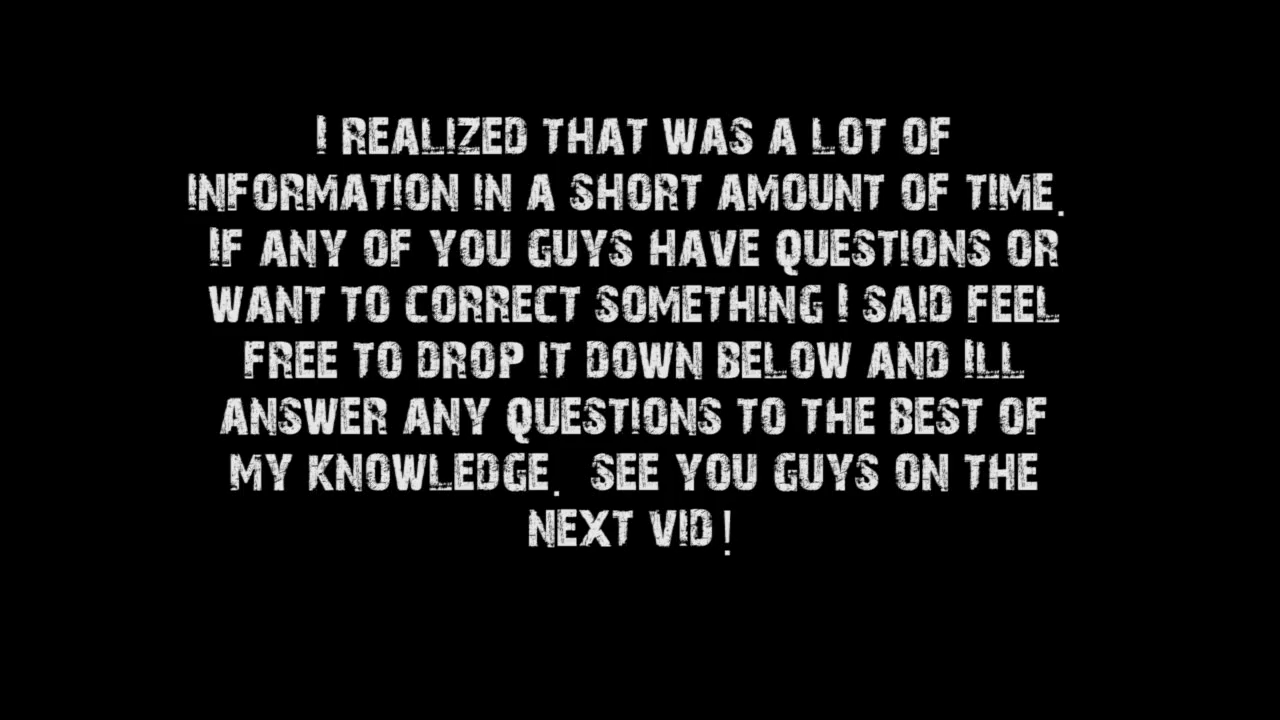 I REALIZED THAT WAS A LOT OF
INFORMATION IN A SHORT AMOUNT OF TIME.
IF ANY OF YOU GUYS HAVE QUESTIONS OR
WANT TO CORRECT SOMETHING I SAID FEEL
FREE TO DROP IT DOWN BELOW AND ILL
ANSWER ANY QUESTIONS TO THE BEST OF
MY KNOWLEDGE. SEE YOU GUYS ON THE
NEXT VID!